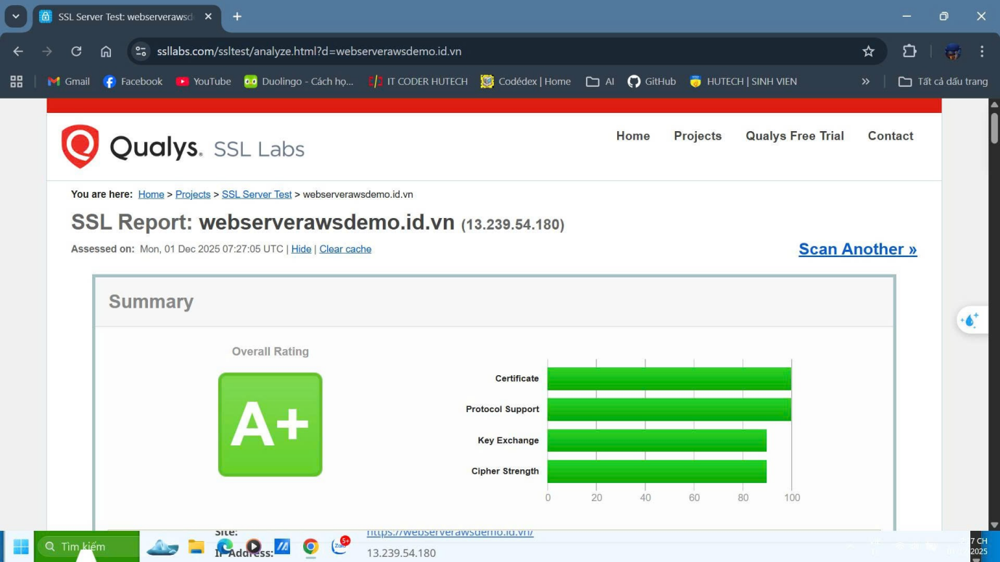 SSL Server Test: webserverawsd
ssllabs.com/ssltest/analyze.html?d=webserverawsdemo.id.vn
Gmail Facebook YouTube Duolingo - Cách họ... IT CODER HUTECH Codédex | Home AI GitHub HUTECH | SINH VIEN » Tất cả dấu trang
Qualys. SSL Labs
Home Projects Qualys Free Trial Contact
You are here: Home > Projects > SSL Server Test > webserverawsdemo.id.vn
SSL Report: webserverawsdemo.id.vn (13.239.54.180)
Assessed on: Mon, 01 Dec 2025 07:27:05 UTC | Hide | Clear cache
Scan Another »
Summary
Overall Rating
A+
Certificate
Protocol Support
Key Exchange
Cipher Strength
0 20 40 60 80 100
Site: https://webserverawsdemo.id.vn/
IP Address: 13.239.54.180
Tìm kiếm
Zalo
5+
CH
2025